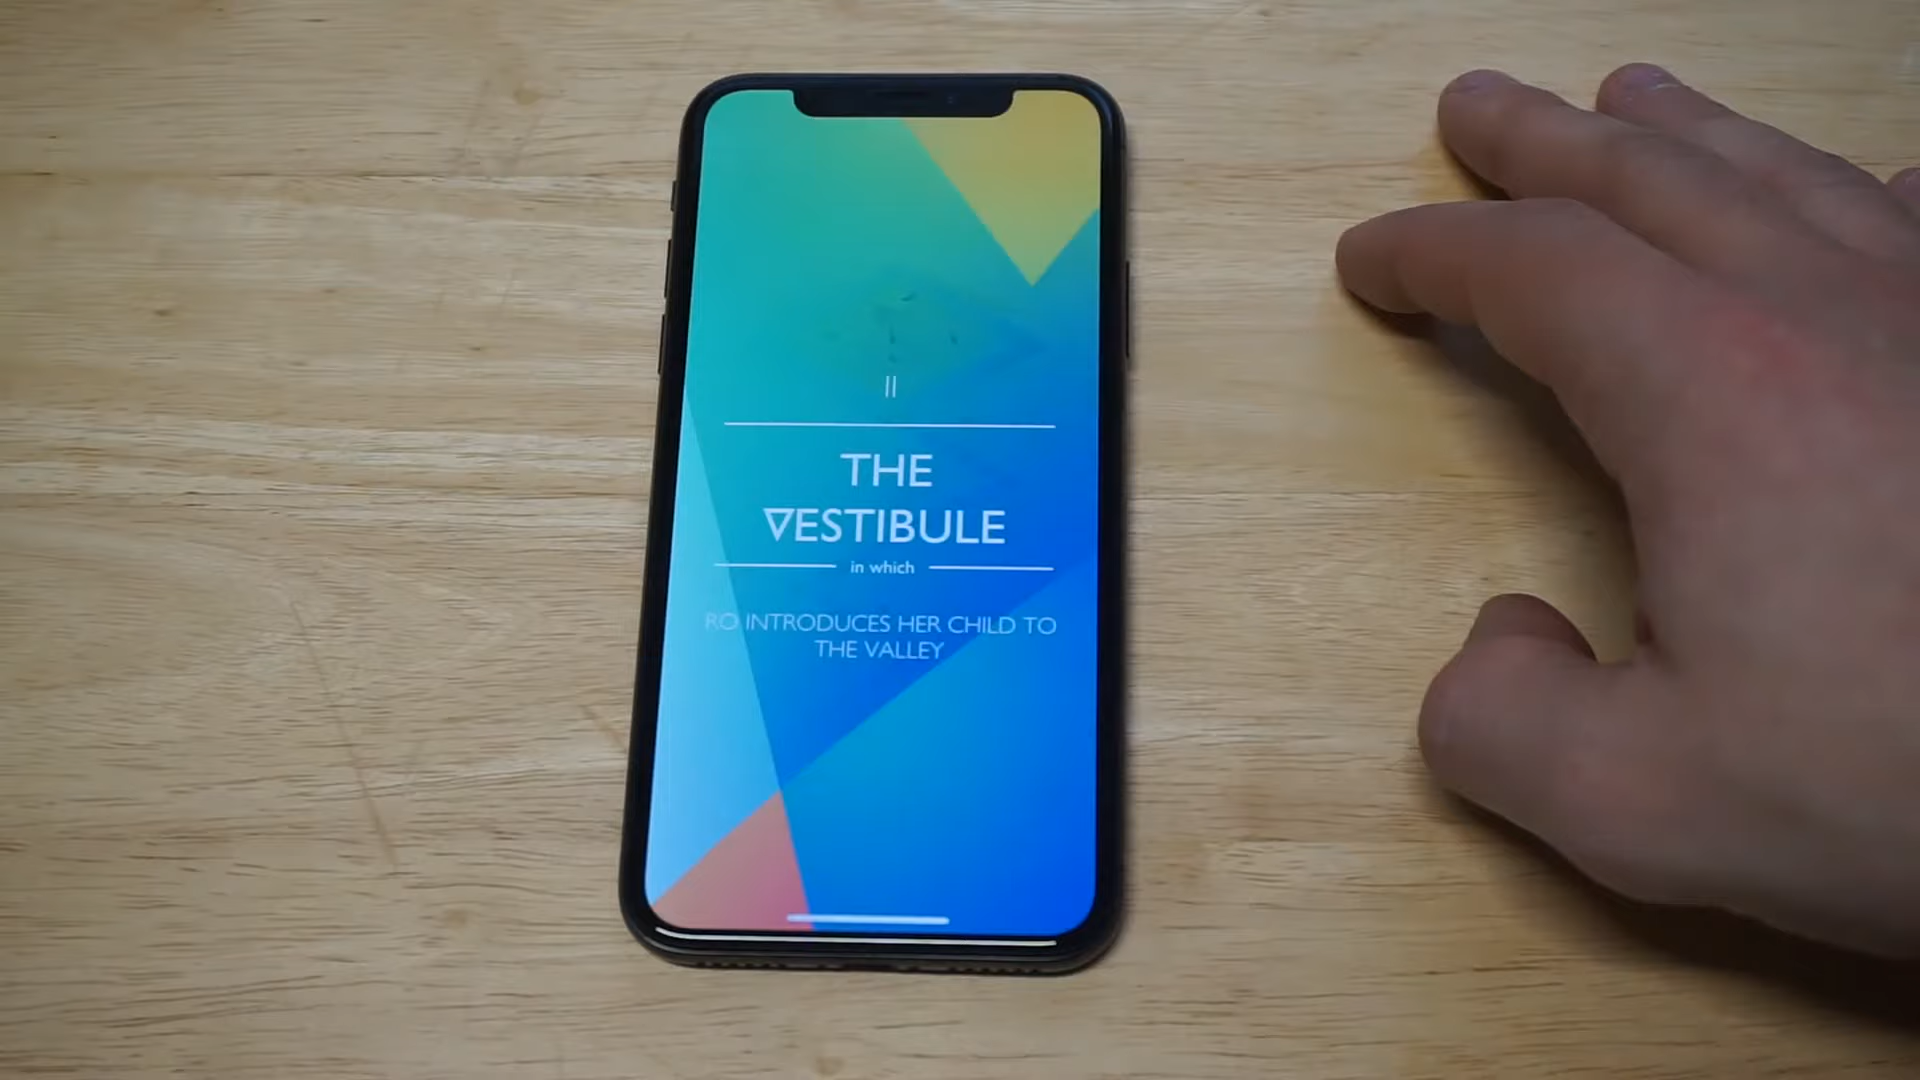 II
THE
VESTIBULE
in which
RO INTRODUCES HER CHILD TO
THE VALLEY